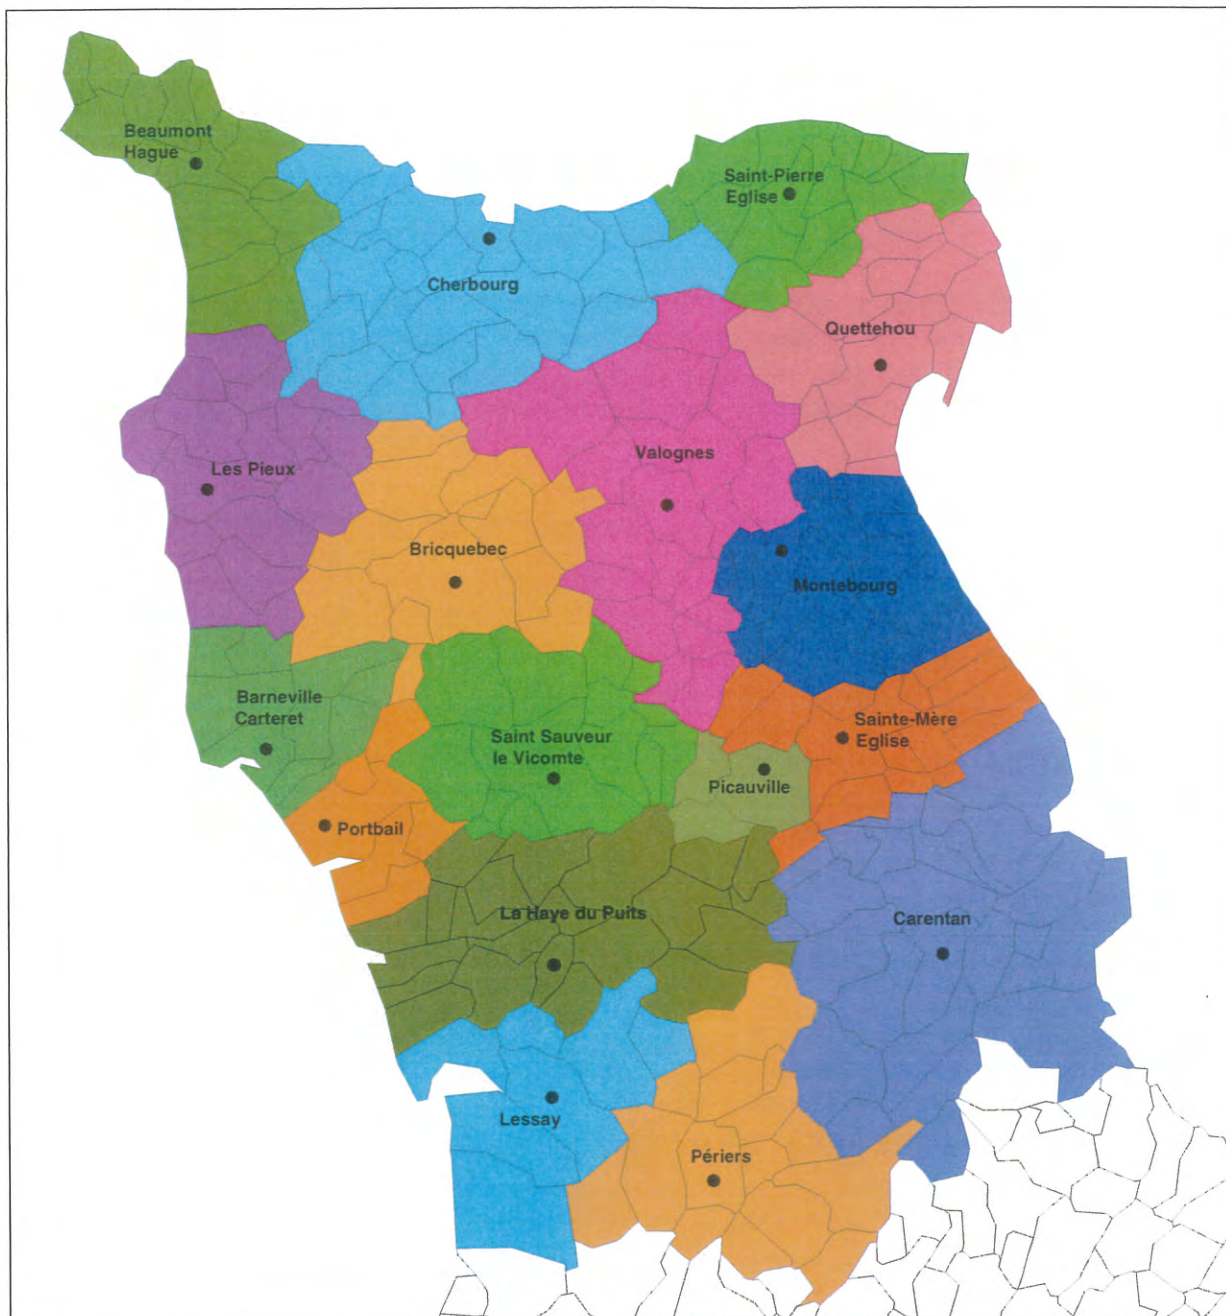 Beaumont
Hague
Saint-Pierre
Eglise
Cherbourg
Quettehou
Valognes
Les Pieux
Bricquebec
Montebourg
Barneville
Carteret
Saint Sauveur
le Vicomte
Sainte-Mère
Eglise
Picauville
Portbail
La Haye du Puits
Carentan
Lessay
Périers